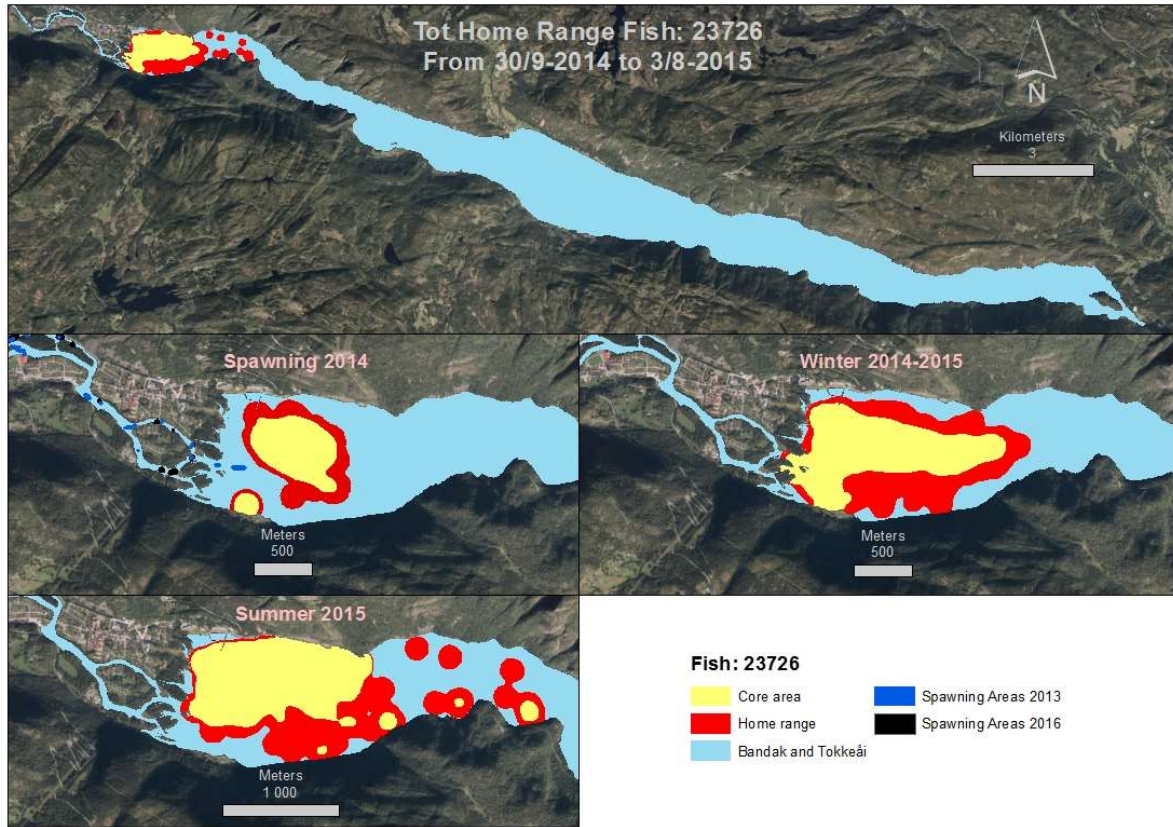 Tot Home Range Fish: 23726
From 30/9-2014 to 3/8-2015
N
Kilometers
3
Spawning 2014
Meters
500
Winter 2014-2015
Meters
500
Summer 2015
Meters
1 000
Fish: 23726
Core area
Home range
Bandak and Tokkeåi
Spawning Areas 2013
Spawning Areas 2016